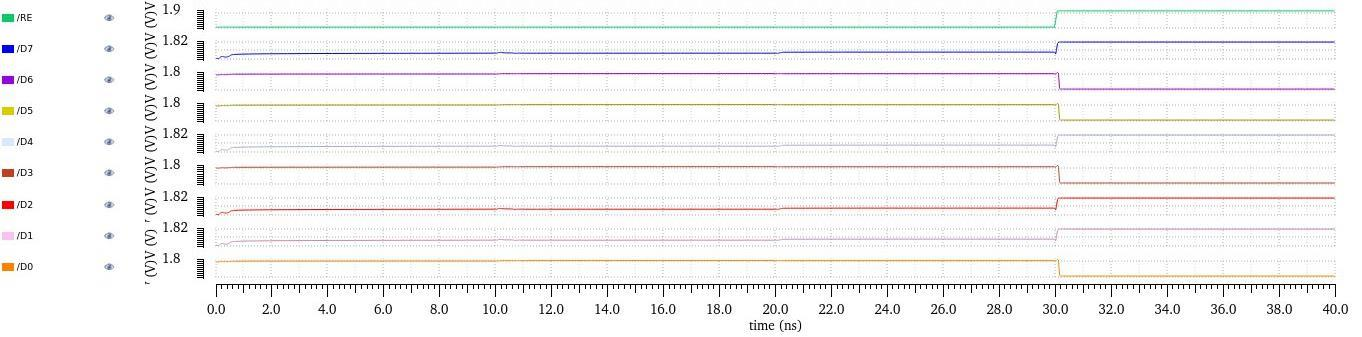 /RE 1.9
/D7 1.82
/D6 1.8
/D5 1.8
/D4 1.82
/D3 1.8
/D2 1.82
/D1 1.82
/D0 1.8
0.0 2.0 4.0 6.0 8.0 10.0 12.0 14.0 16.0 18.0 20.0 22.0 24.0 26.0 28.0 30.0 32.0 34.0 36.0 38.0 40.0
time (ns)